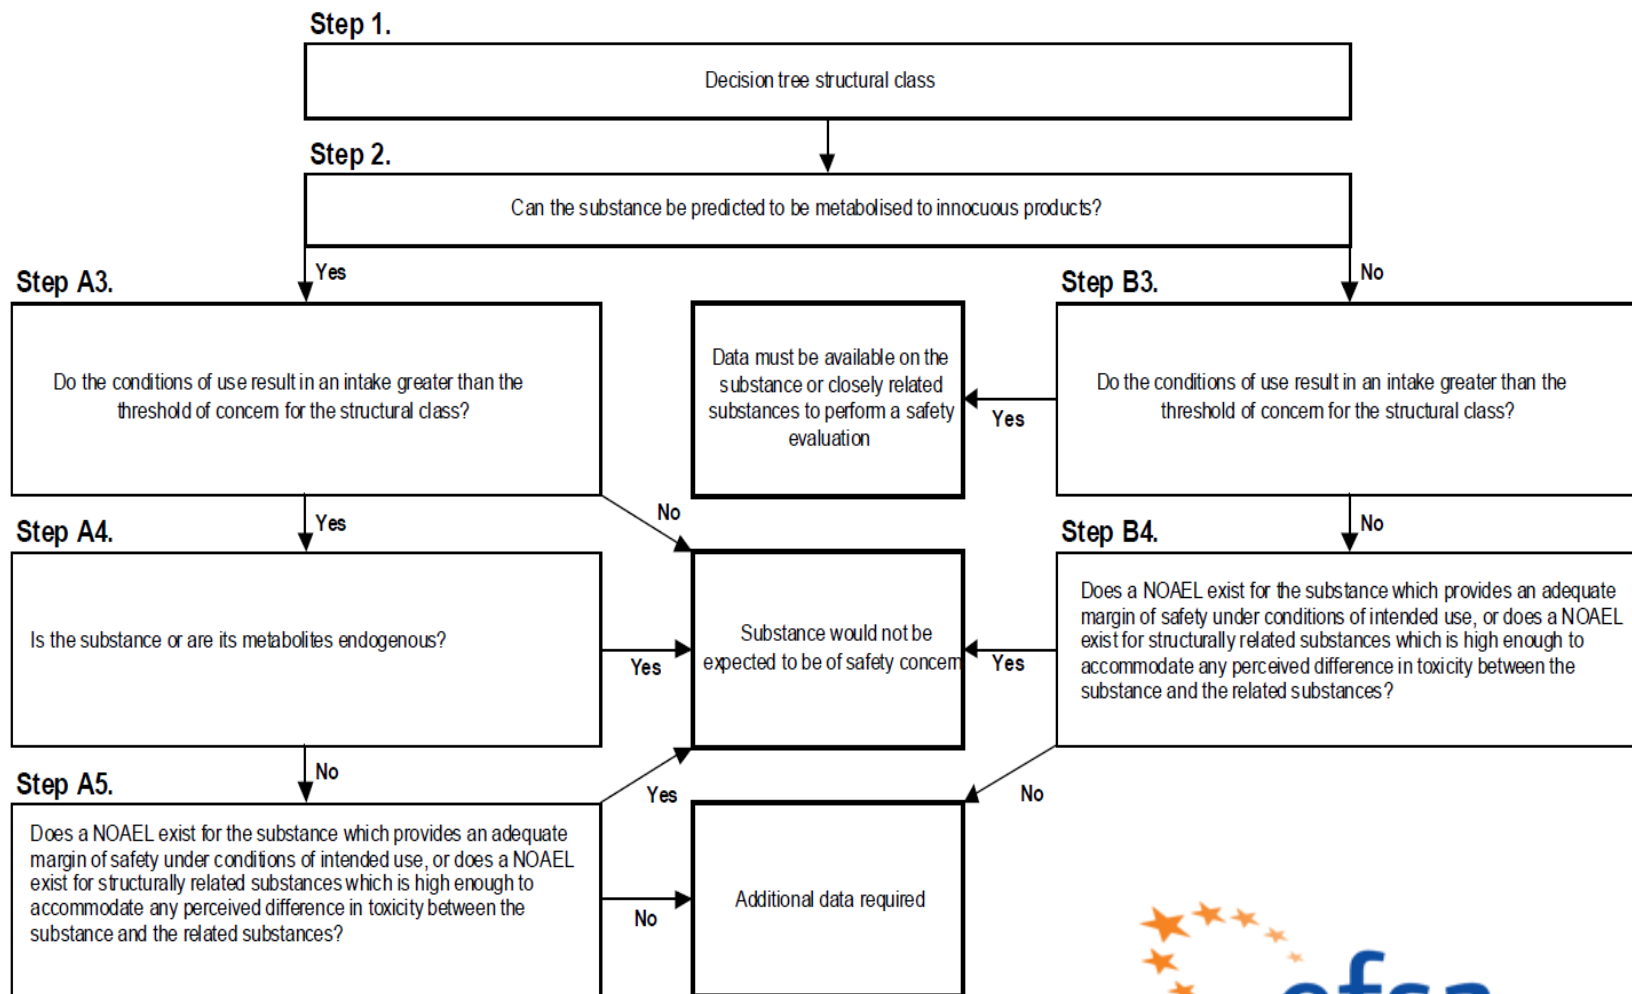 Step 1.
Decision tree structural class
Step 2.
Can the substance be predicted to be metabolised to innocuous products?
Yes
No
Step A3.
Do the conditions of use result in an intake greater than the
threshold of concern for the structural class?
Data must be available on the
substance or closely related
substances to perform a safety
evaluation
Yes
Step B3.
Do the conditions of use result in an intake greater than the
threshold of concern for the structural class?
Yes
No
No
Step A4.
Is the substance or are its metabolites endogenous?
Yes
Substance would not be
expected to be of safety concern
Yes
Step B4.
Does a NOAEL exist for the substance which provides an adequate
margin of safety under conditions of intended use, or does a NOAEL
exist for structurally related substances which is high enough to
accommodate any perceived difference in toxicity between the
substance and the related substances?
No
Yes
No
Step A5.
Does a NOAEL exist for the substance which provides an adequate
margin of safety under conditions of intended use, or does a NOAEL
exist for structurally related substances which is high enough to
accommodate any perceived difference in toxicity between the
substance and the related substances?
No
Additional data required
efsa